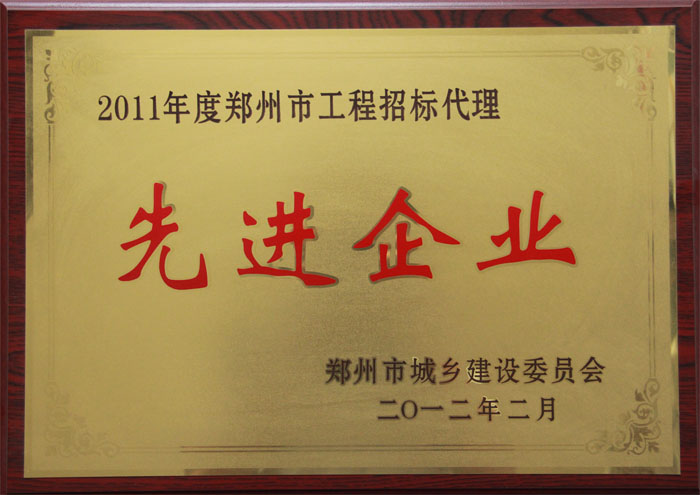 2011年度郑州市工程招标代理
先进企业
郑州市城乡建设委员会
二〇一二年二月